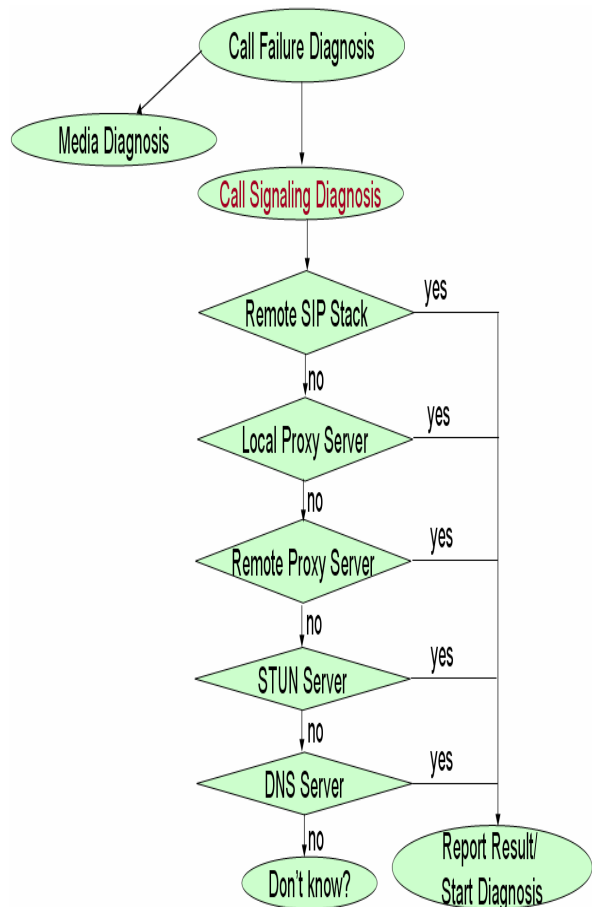 Call Failure Diagnosis
Media Diagnosis
Call Signaling Diagnosis
Remote SIP Stack
yes
no
Local Proxy Server
yes
no
Remote Proxy Server
yes
no
STUN Server
yes
no
DNS Server
yes
no
Don't know?
Report Result/
Start Diagnosis